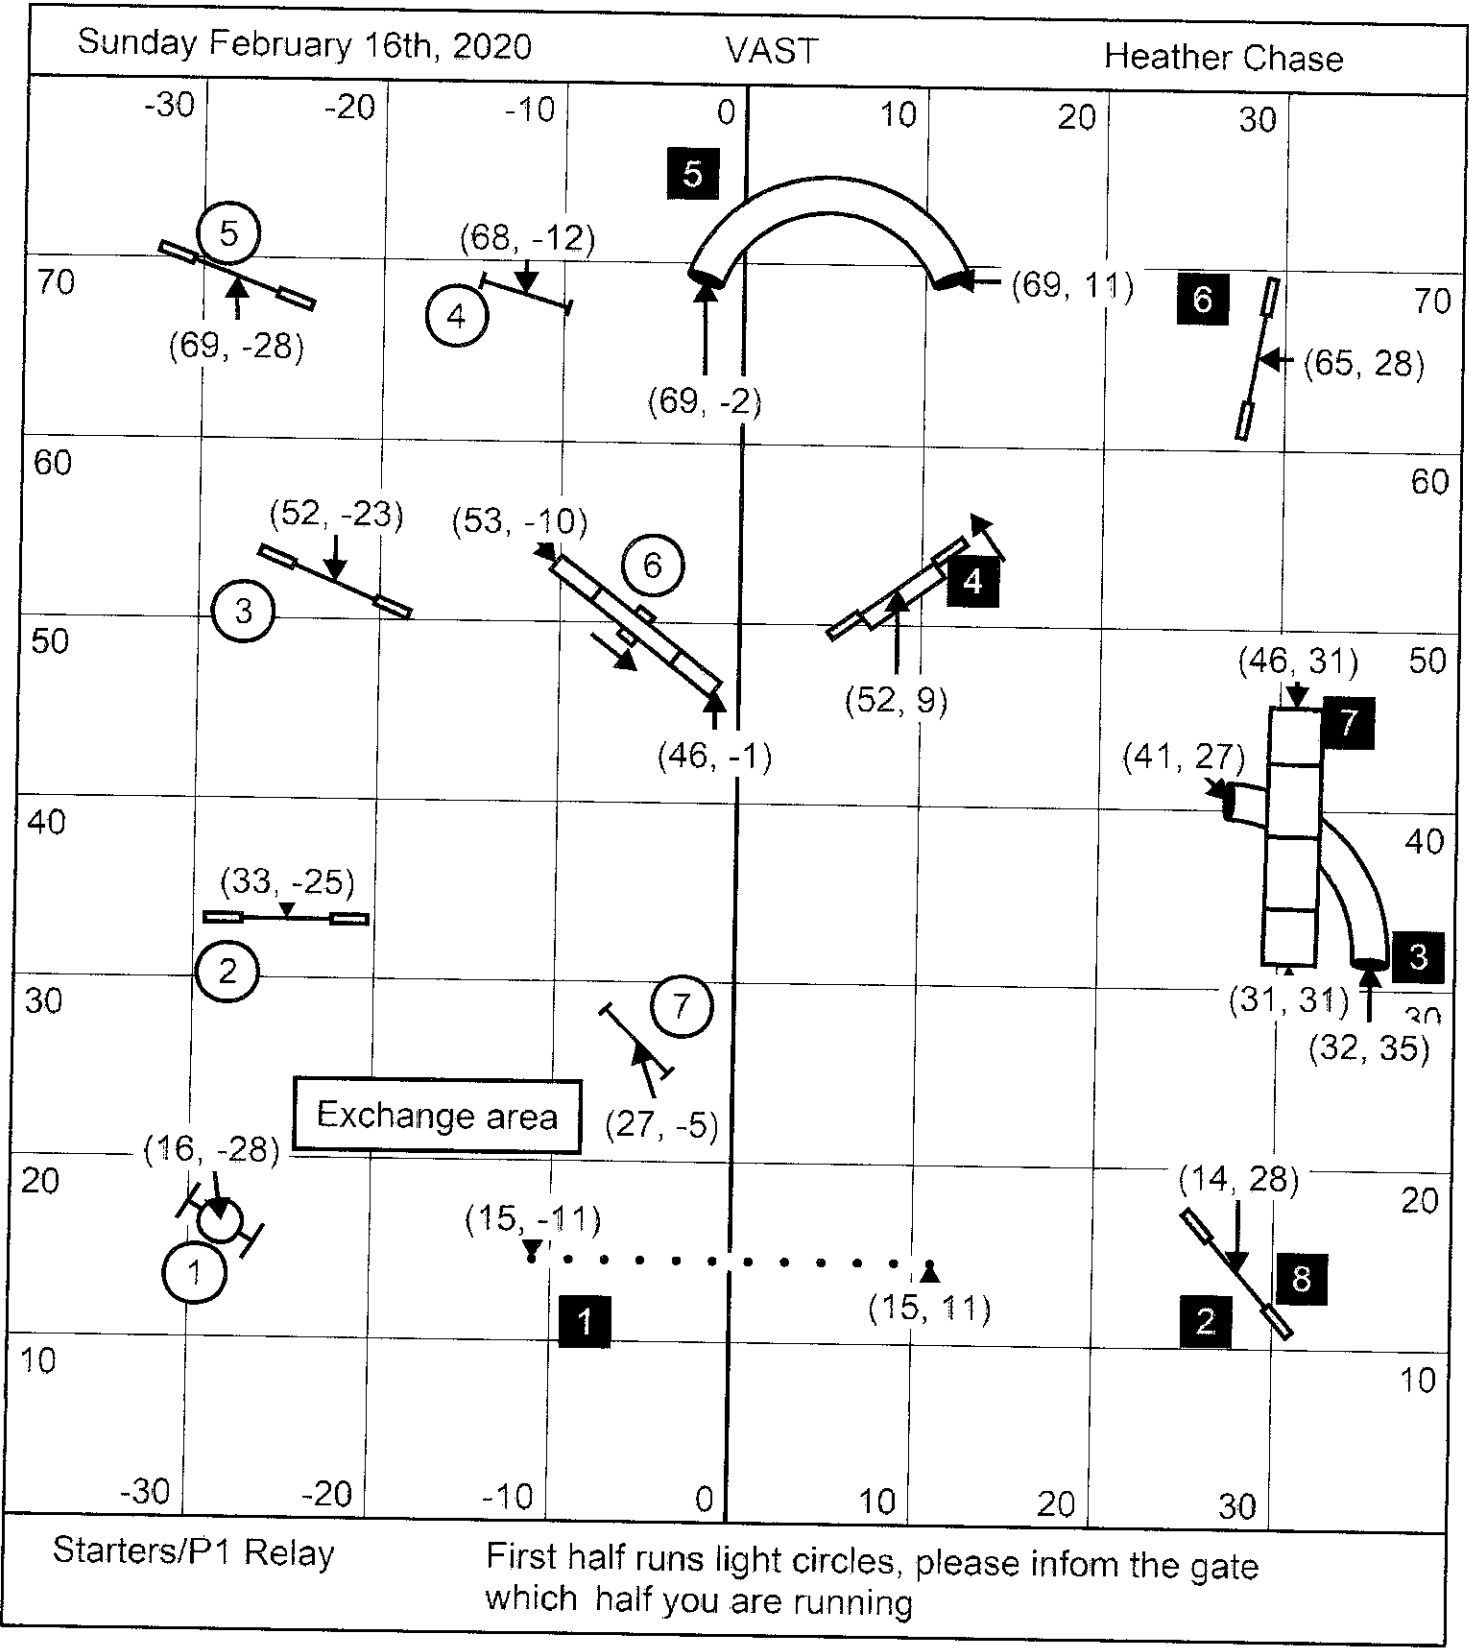 Sunday February 16th, 2020 VAST Heather Chase
-30 -20 -10 0 10 20 30
5
5
(68, -12)
70 4 (69, 11) 6 70
(69, -28) (65, 28)
(69, -2)
60 60
(52, -23) (53, -10)
6 4
3
50 50
(46, 31)
(52, 9) 7
(46, -1) (41, 27)
40 40
(33, -25)
2 3
30 7 (31, 31) 30
(32, 35)
Exchange area (27, -5)
(16, -28)
20 (14, 28) 20
(15, -11)
1 8
1 (15, 11) 2
10 10
-30 -20 -10 0 10 20 30
Starters/P1 Relay First half runs light circles, please infom the gate
which half you are running